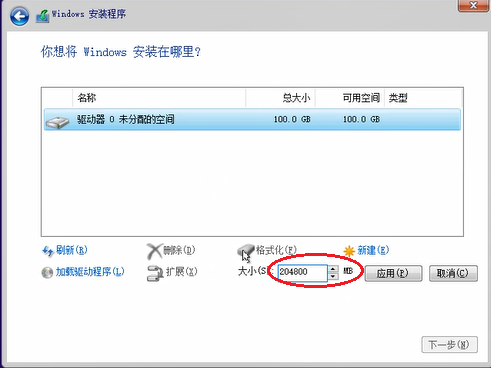 Windows 安装程序
你想将 Windows 安装在哪里?
名称 总大小 可用空间 类型
驱动器 0 未分配的空间 100.0 GB 100.0 GB
刷新(R) 删除(D) 格式化(F) 新建(E)
加载驱动程序(L) 扩展(X) 大小(S): 204800 MB 应用(P) 取消(C)
下一步(N)